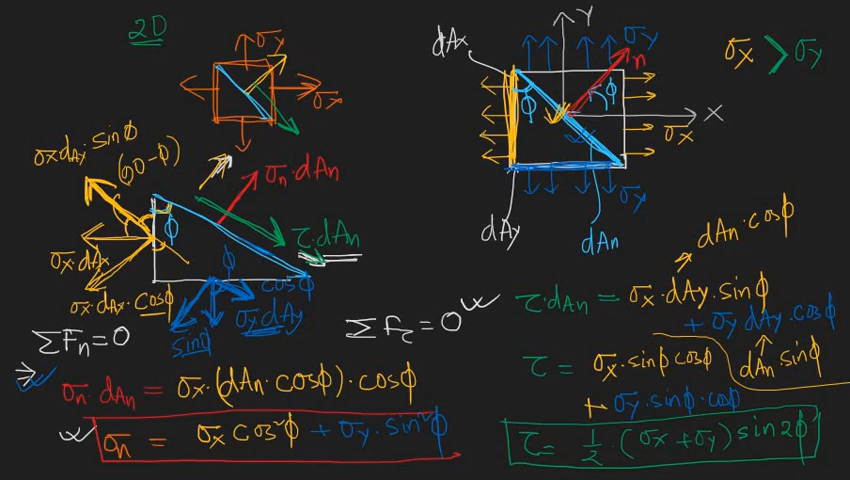 2D
σy
σx
σx dAx · sinϕ
(90-ϕ)
σn · dAn
ϕ
τ · dAn
σx · dAx
ϕ
cosϕ
σx · dAx · cosϕ
σy dAy
sinϕ
ΣFn = 0
ΣFτ = 0
σn · dAn = σx · (dAn · cosϕ) · cosϕ
σn = σx cos²ϕ + σy · sin²ϕ
dAx
Y
σy
n
ϕ
ϕ
X
σx
σy
dAy
dAn
σx > σy
dAn · cosϕ
τ · dAn = σx · dAy · sinϕ
+ σy dAy · cosϕ
τ = σx · sinϕ cosϕ
dAn sinϕ
+ σy · sinϕ · cosϕ
τ = 1/2 · (σx + σy) sin2ϕ